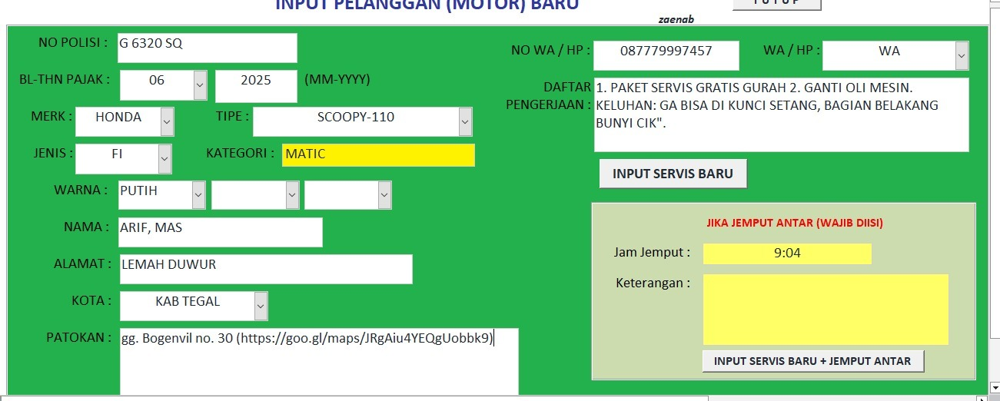 INPUT PELANGGAN (MOTOR) BARU
TUTUP
zaenab
NO POLISI : G 6320 SQ
BL-THN PAJAK : 06 2025 (MM-YYYY)
MERK : HONDA TIPE : SCOOPY-110
JENIS : FI KATEGORI : MATIC
WARNA : PUTIH
NAMA : ARIF, MAS
ALAMAT : LEMAH DUWUR
KOTA : KAB TEGAL
PATOKAN : gg. Bogenvil no. 30 (https://goo.gl/maps/JRgAiu4YEQgUobbk9)
NO WA / HP : 087779997457 WA / HP : WA
DAFTAR PENGERJAAN :
1. PAKET SERVIS GRATIS GURAH 2. GANTI OLI MESIN.
KELUHAN: GA BISA DI KUNCI SETANG, BAGIAN BELAKANG
BUNYI CIK".
INPUT SERVIS BARU
JIKA JEMPUT ANTAR (WAJIB DIISI)
Jam Jemput : 9:04
Keterangan :
INPUT SERVIS BARU + JEMPUT ANTAR